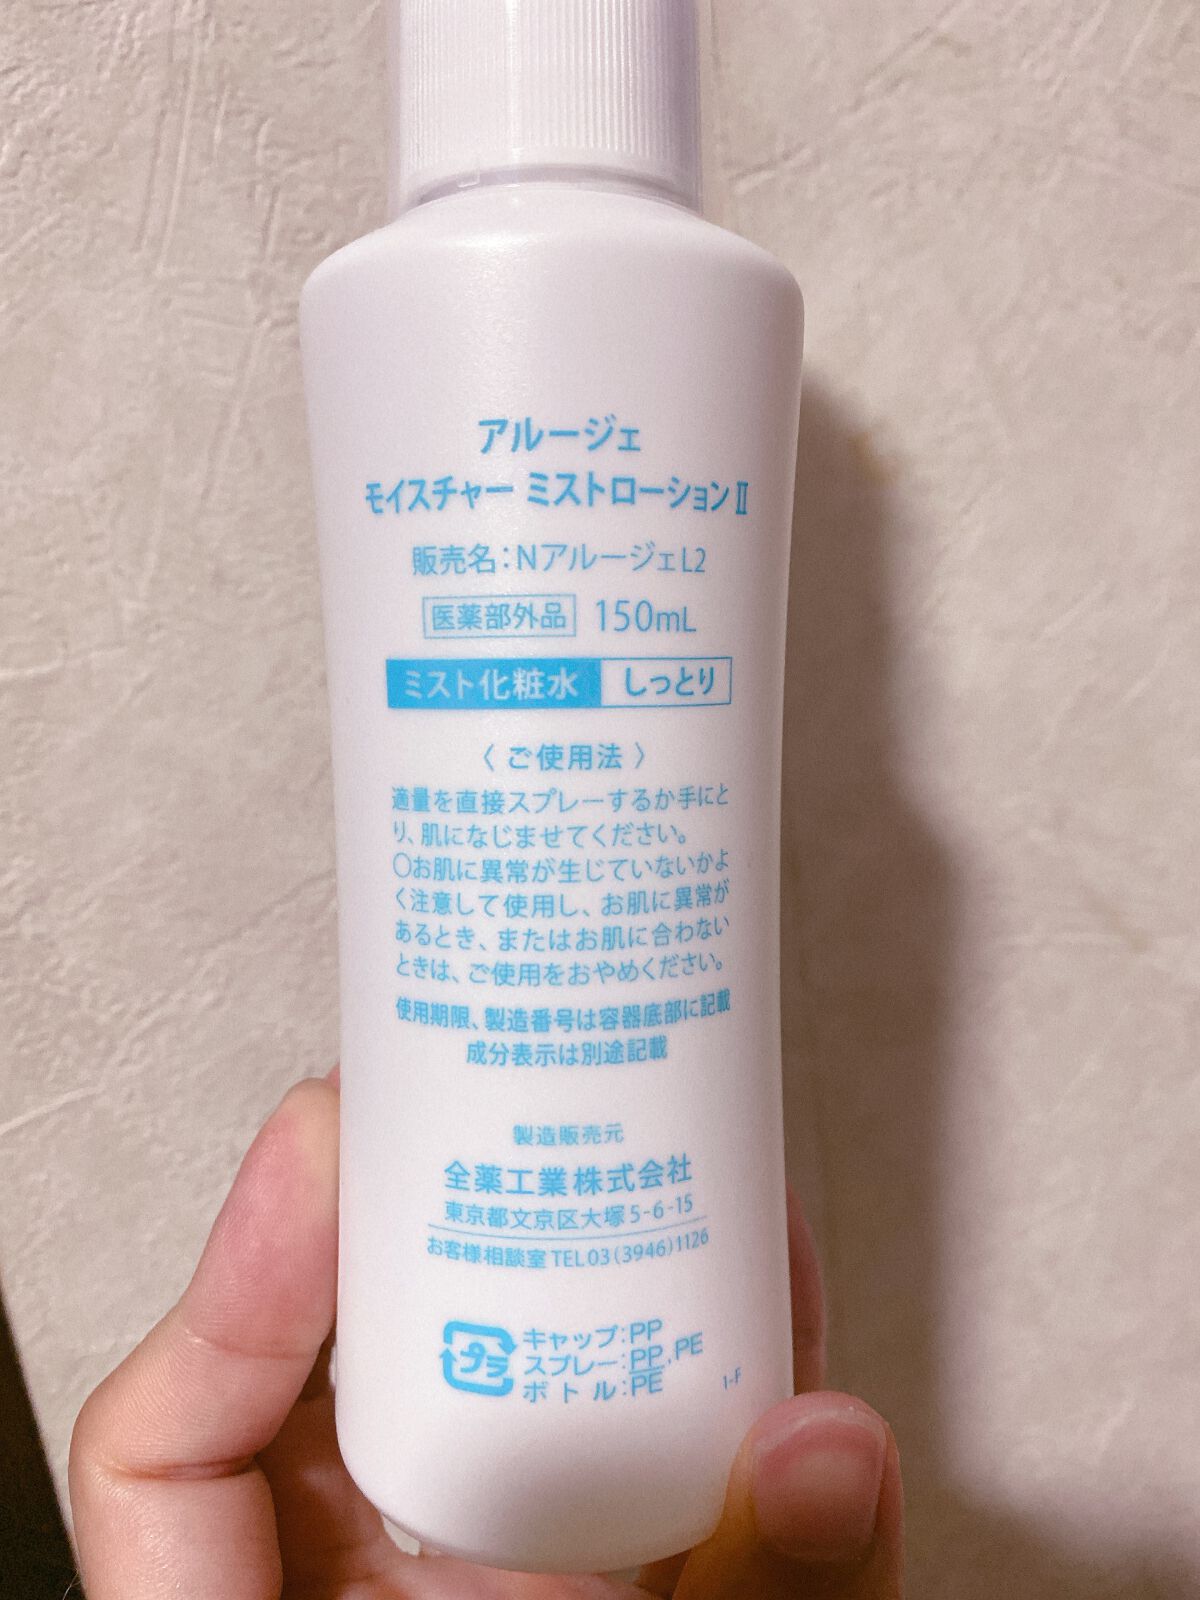 アルージェ
モイスチャー ミストローションⅡ
販売名：NアルージェL2
医薬部外品 150mL
ミスト化粧水 しっとり
〈 ご使用法 〉
適量を直接スプレーするか手にと
り、肌になじませてください。
○お肌に異常が生じていないかよ
く注意して使用し、お肌に異常が
あるとき、またはお肌に合わない
ときは、ご使用をおやめください。
使用期限、製造番号は容器底部に記載
成分表示は別途記載
製造販売元
全薬工業株式会社
東京都文京区大塚5-6-15
お客様相談室 TEL03(3946)1126
プラ
キャップ：PP
スプレー：PP,PE
ボトル：PE
1-F